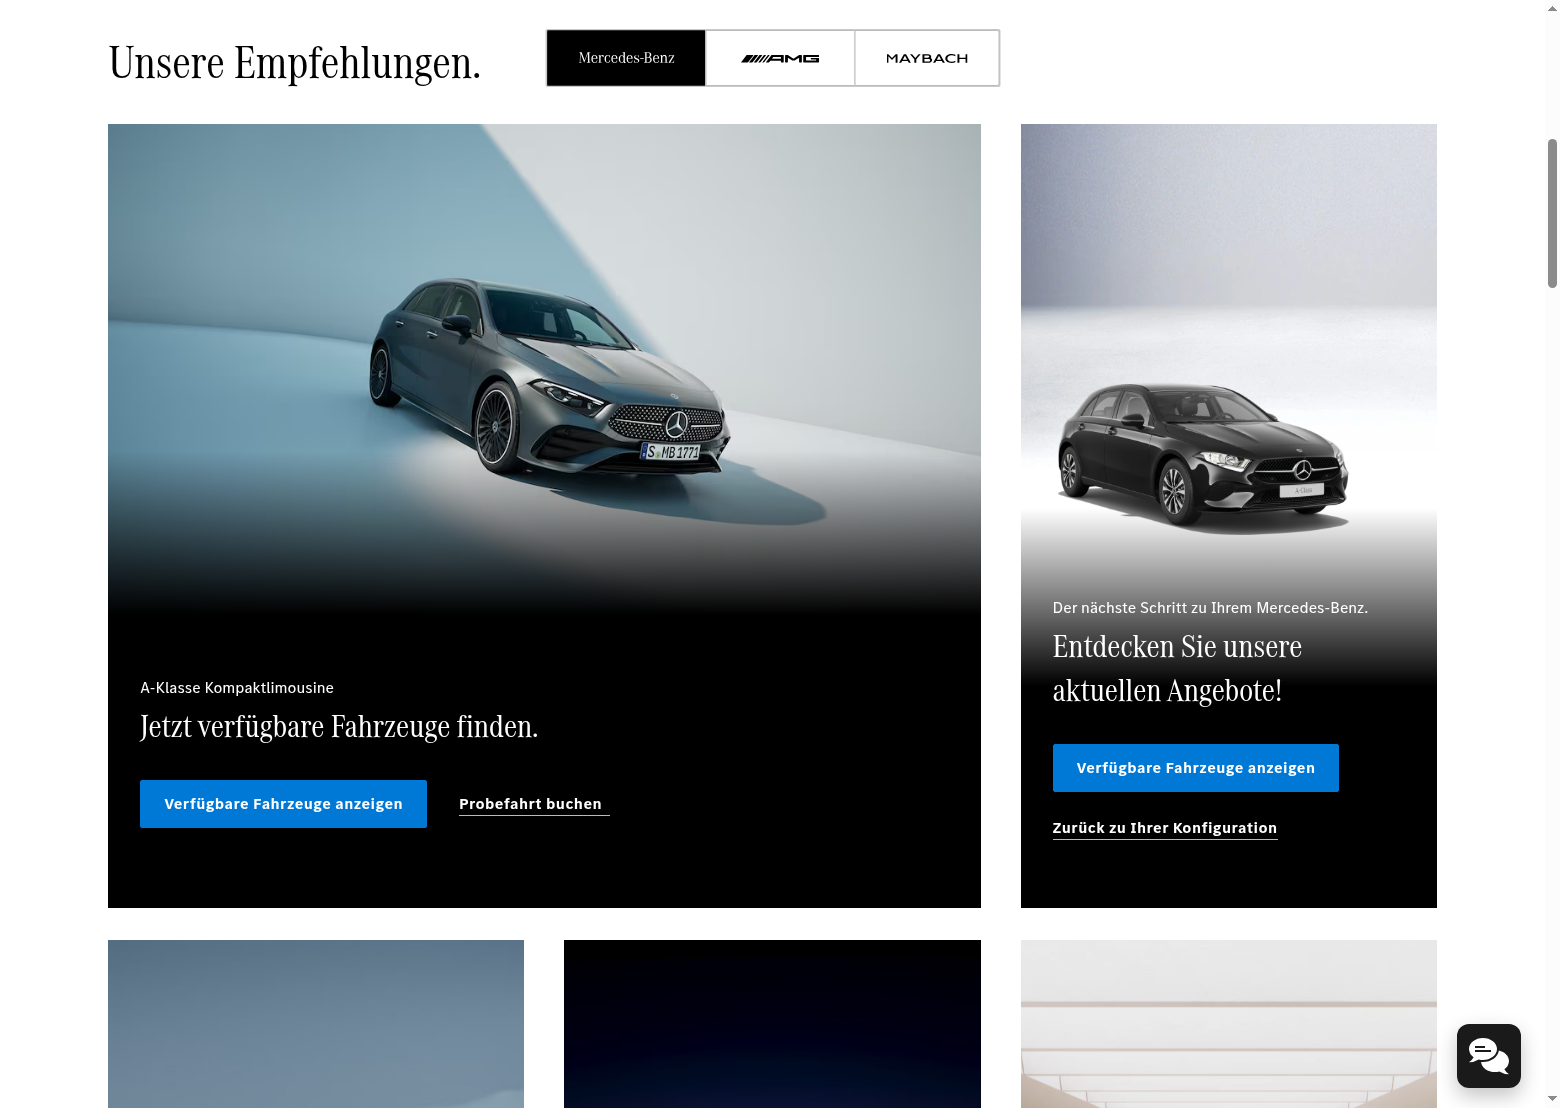 Unsere Empfehlungen.
Mercedes-Benz
AMG
MAYBACH
S MB 1771
A-Klasse Kompaktlimousine
Jetzt verfügbare Fahrzeuge finden.
Verfügbare Fahrzeuge anzeigen
Probefahrt buchen
A-Class
Der nächste Schritt zu Ihrem Mercedes-Benz.
Entdecken Sie unsere
aktuellen Angebote!
Verfügbare Fahrzeuge anzeigen
Zurück zu Ihrer Konfiguration